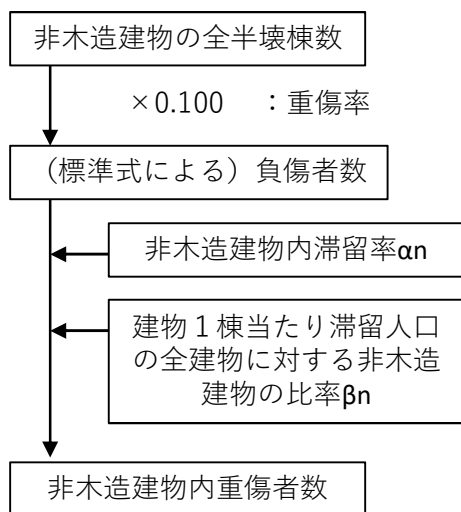 非木造建物の全半壊棟数
×0.100　：重傷率
（標準式による）負傷者数
非木造建物内滞留率αn
建物１棟当たり滞留人口
の全建物に対する非木造
建物の比率βn
非木造建物内重傷者数